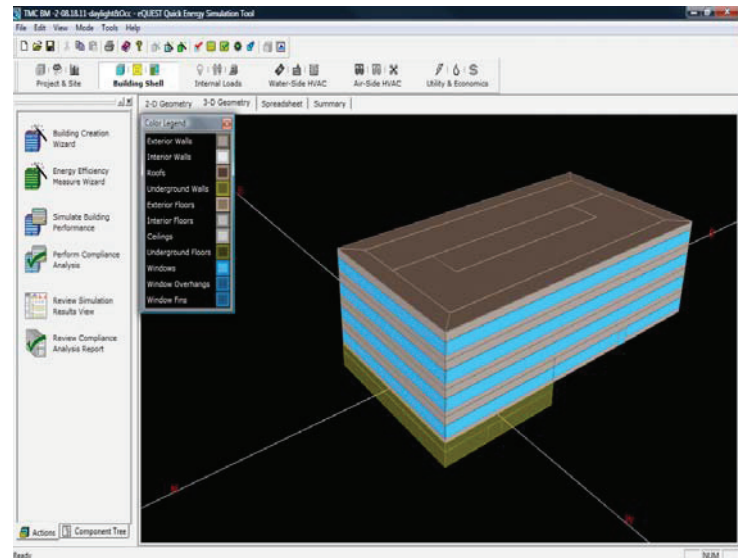 TMC BM -2-08.18.11-daylight&Occ - eQUEST Quick Energy Simulation Tool
File Edit View Mode Tools Help
Project & Site Building Shell Internal Loads Water-Side HVAC Air-Side HVAC Utility & Economics
2-D Geometry 3-D Geometry Spreadsheet Summary
Color Legend
Exterior Walls
Interior Walls
Roofs
Underground Walls
Exterior Floors
Interior Floors
Ceilings
Underground Floors
Windows
Window Overhangs
Window Fins
Building Creation
Wizard
Energy Efficiency
Measure Wizard
Simulate Building
Performance
Perform Compliance
Analysis
Review Simulation
Results View
Review Compliance
Analysis Report
Actions Component Tree
Ready
NUM